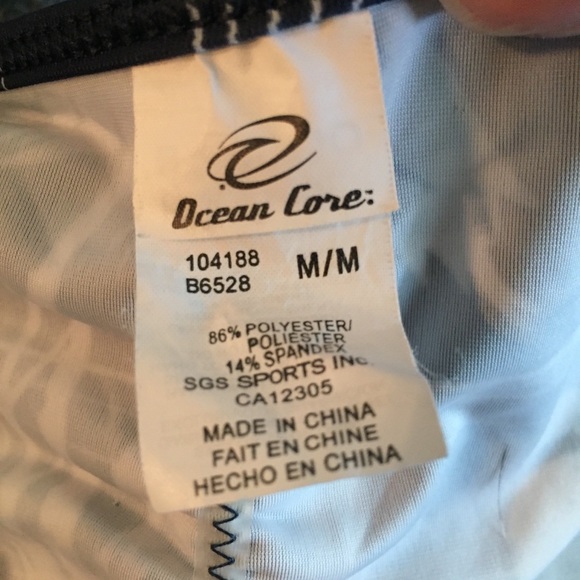 Ocean Core:
104188
B6528
M/M
86% POLYESTER/
POLIESTER
14% SPANDEX
SGS SPORTS INC.
CA12305
MADE IN CHINA
FAIT EN CHINE
HECHO EN CHINA